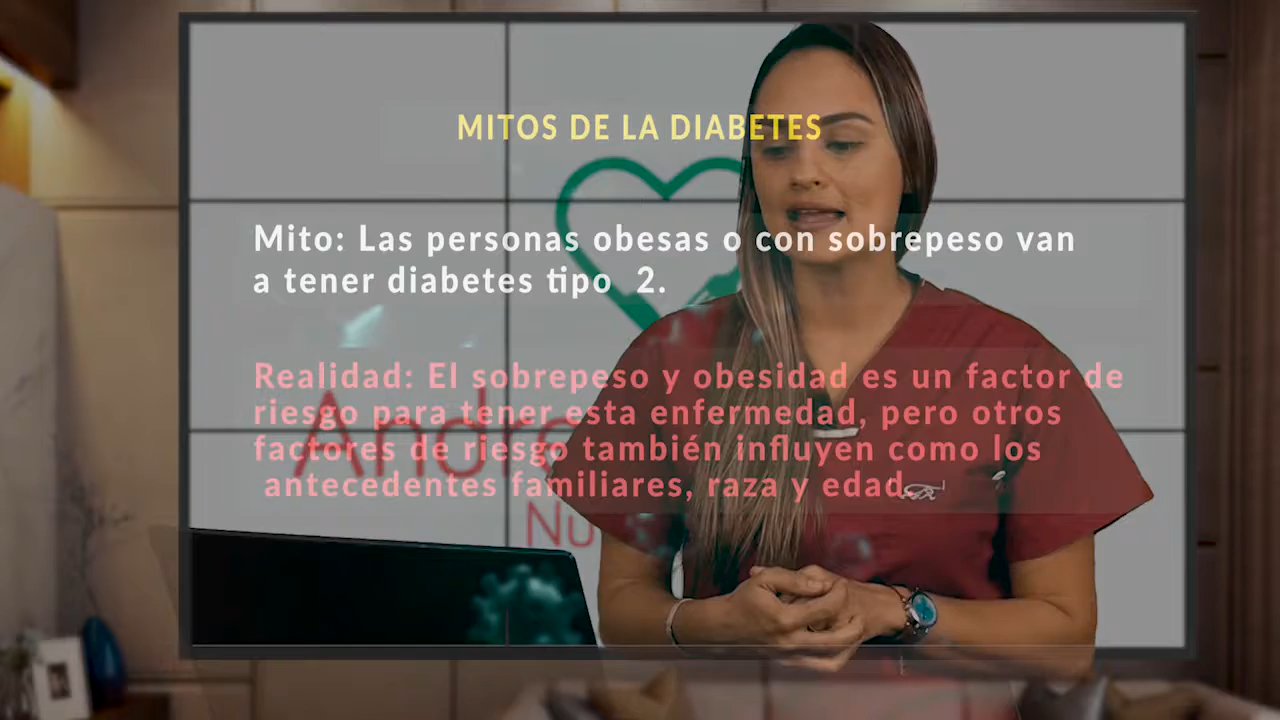 MITOS DE LA DIABETES
Mito: Las personas obesas o con sobrepeso van
a tener diabetes tipo 2.
Realidad: El sobrepeso y obesidad es un factor de
riesgo para tener esta enfermedad, pero otros
factores de riesgo también influyen como los
antecedentes familiares, raza y edad.